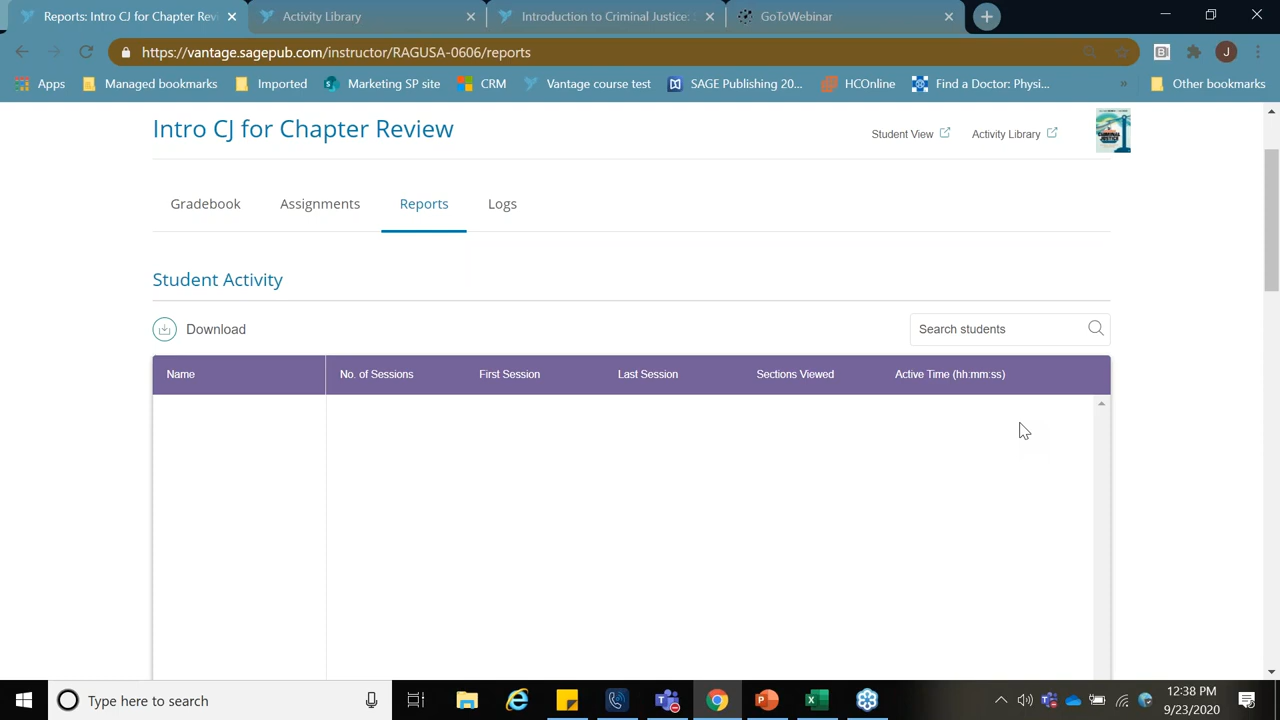 Reports: Intro CJ for Chapter Revi
Activity Library
Introduction to Criminal Justice: S
GoToWebinar
https://vantage.sagepub.com/instructor/RAGUSA-0606/reports
J
Apps
Managed bookmarks
Imported
Marketing SP site
CRM
Vantage course test
SAGE Publishing 20...
HCOnline
Find a Doctor: Physi...
»
Other bookmarks
Intro CJ for Chapter Review
Student View
Activity Library
Gradebook
Assignments
Reports
Logs
Student Activity
Download
Search students
Name
No. of Sessions
First Session
Last Session
Sections Viewed
Active Time (hh:mm:ss)
Type here to search
12:38 PM
9/23/2020